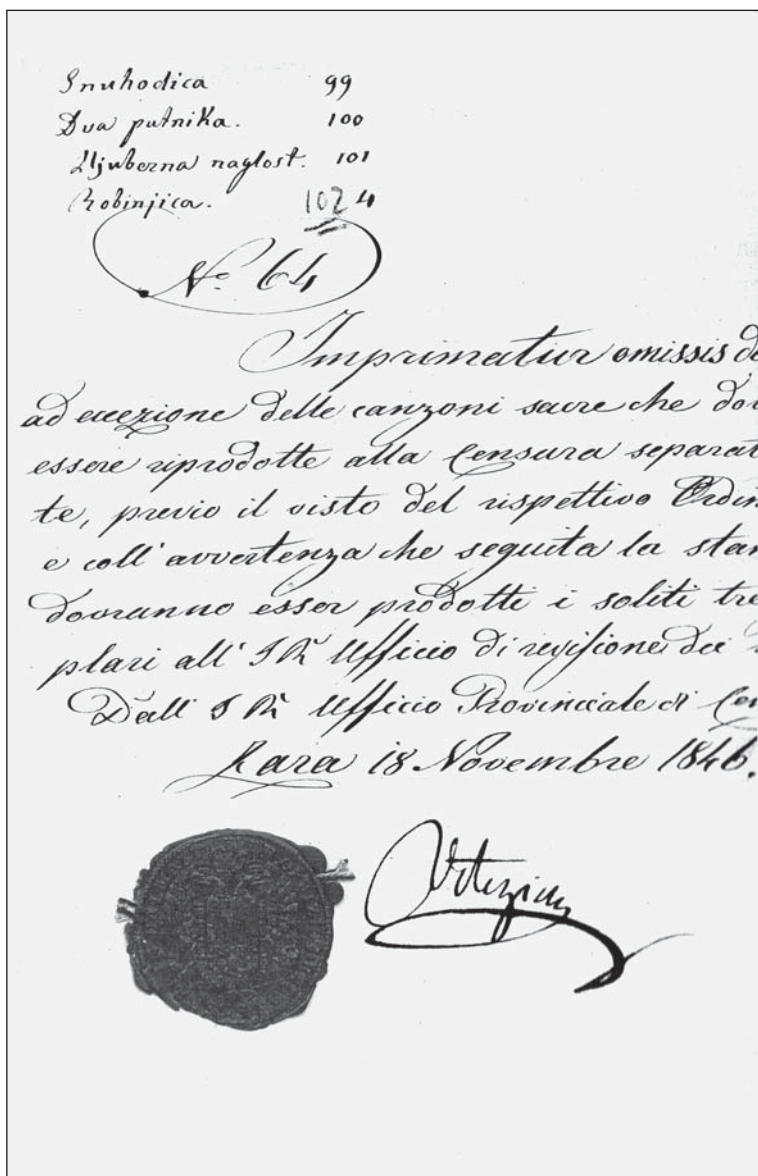 Snuhodica 99
Dva putnika. 100
Ljuberna naglost. 101
Robinjica. 102 4
No. 64
Imprimatur omissis
ad eccezione delle canzoni sacre che
essere riprodotte alla Censura separat
te, previo il visto del rispettivo Ordin
e coll' avvertenza che seguita la
dovranno esser prodotti i soliti tre
plari all' I R Ufficio di revisione dei
Dall' I R Ufficio Provinciale di
Zara 18 Novembre 1846.